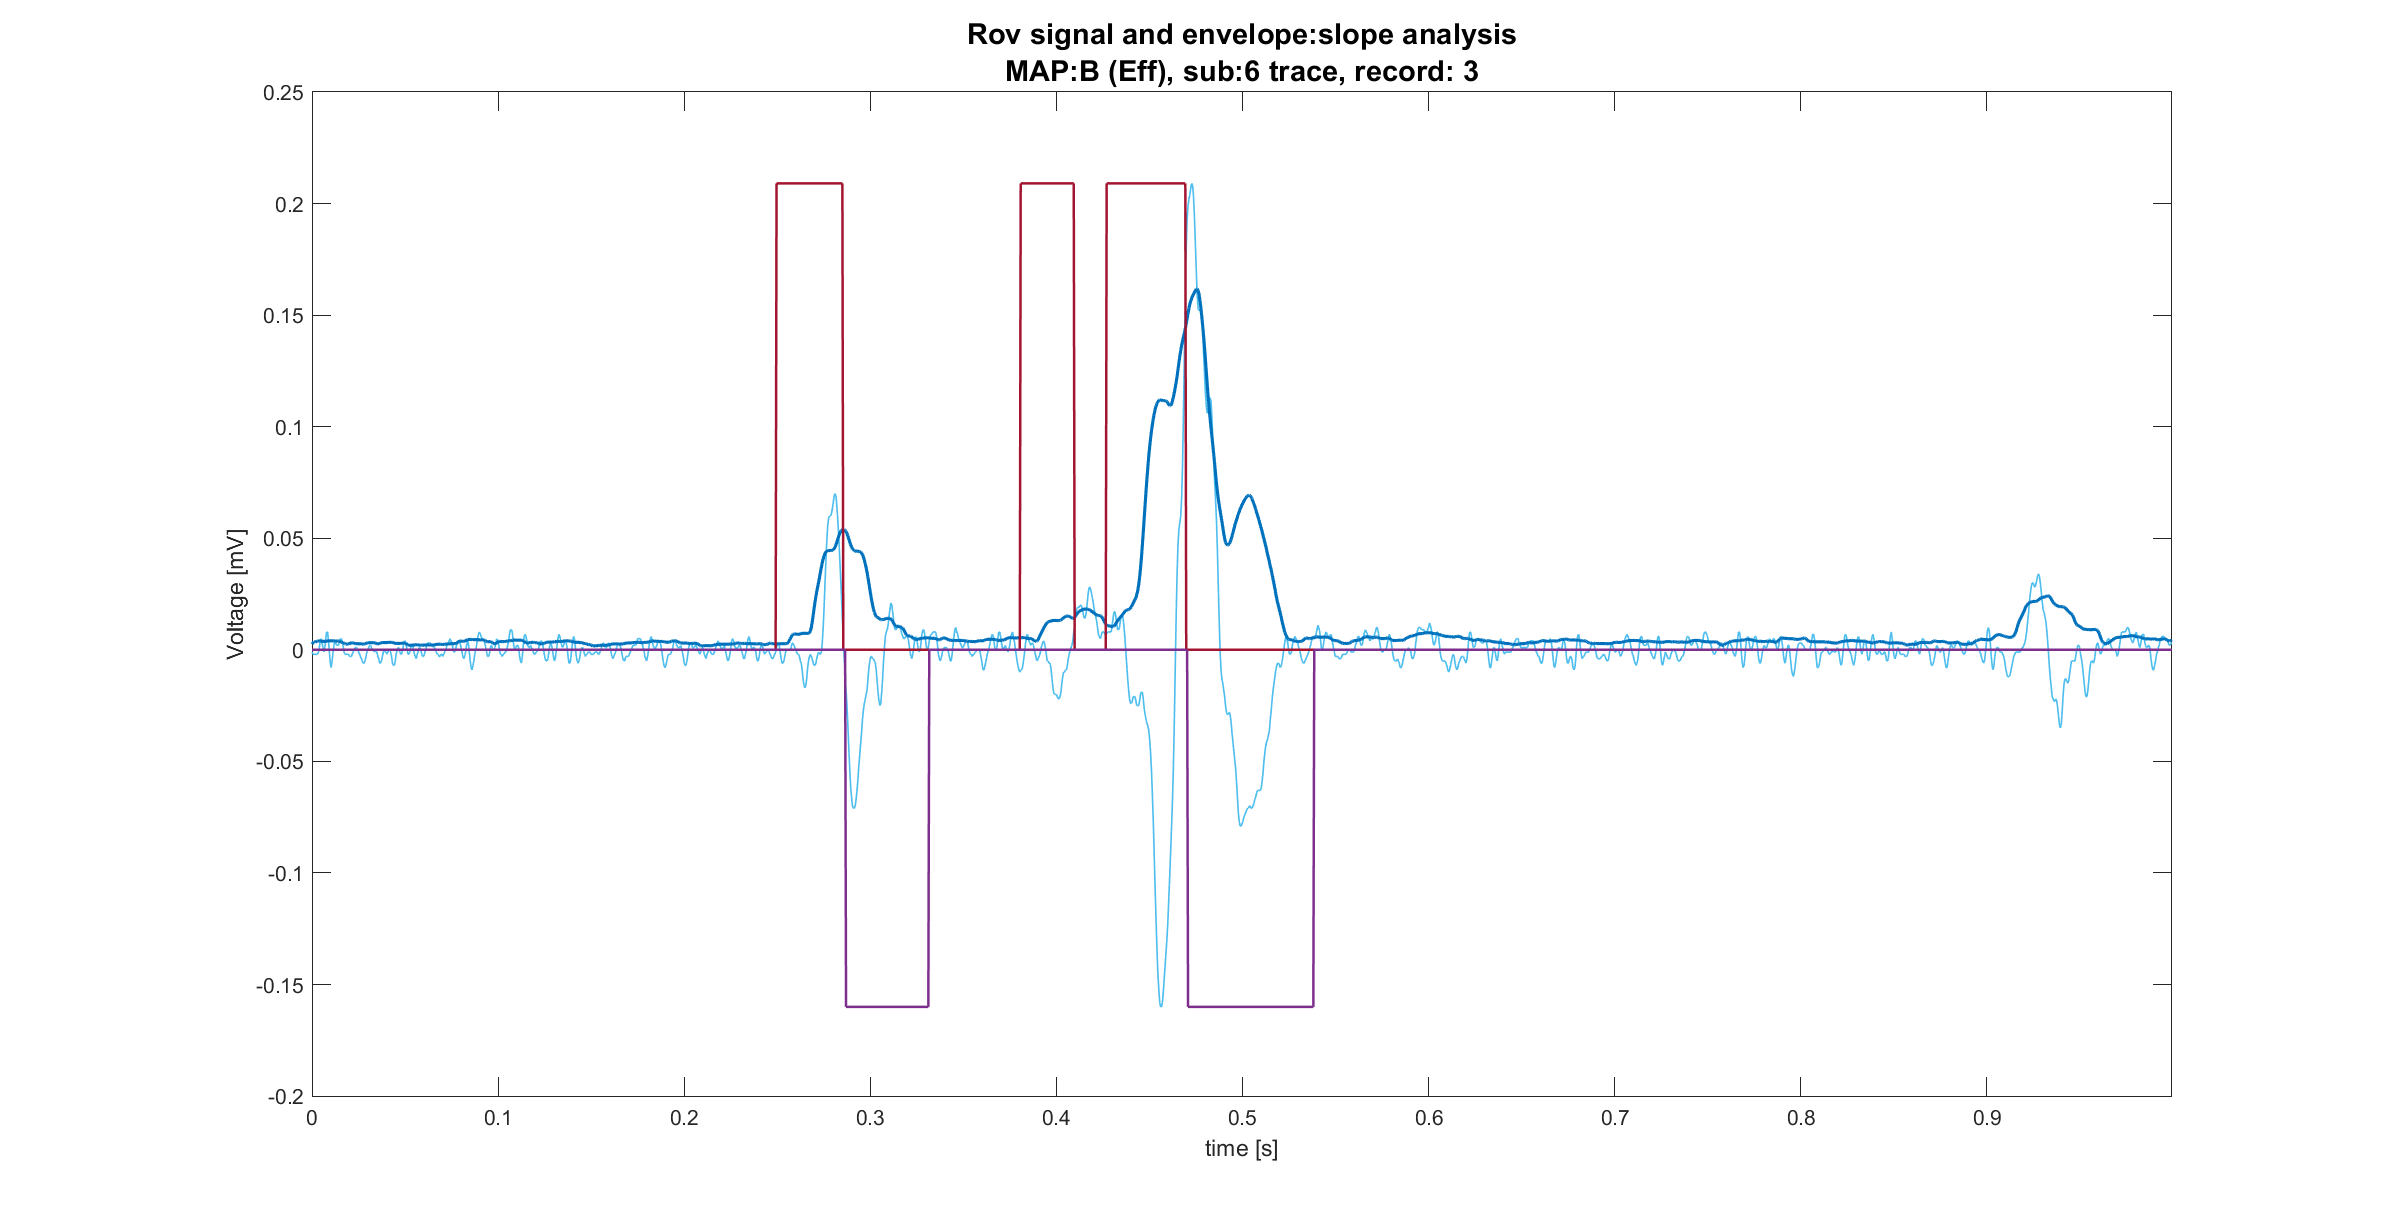 Rov signal and envelope:slope analysis
MAP:B (Eff), sub:6 trace, record: 3
0.25
0.2
0.15
0.1
0.05
0
-0.05
-0.1
-0.15
-0.2
Voltage [mV]
0 0.1 0.2 0.3 0.4 0.5 0.6 0.7 0.8 0.9
time [s]